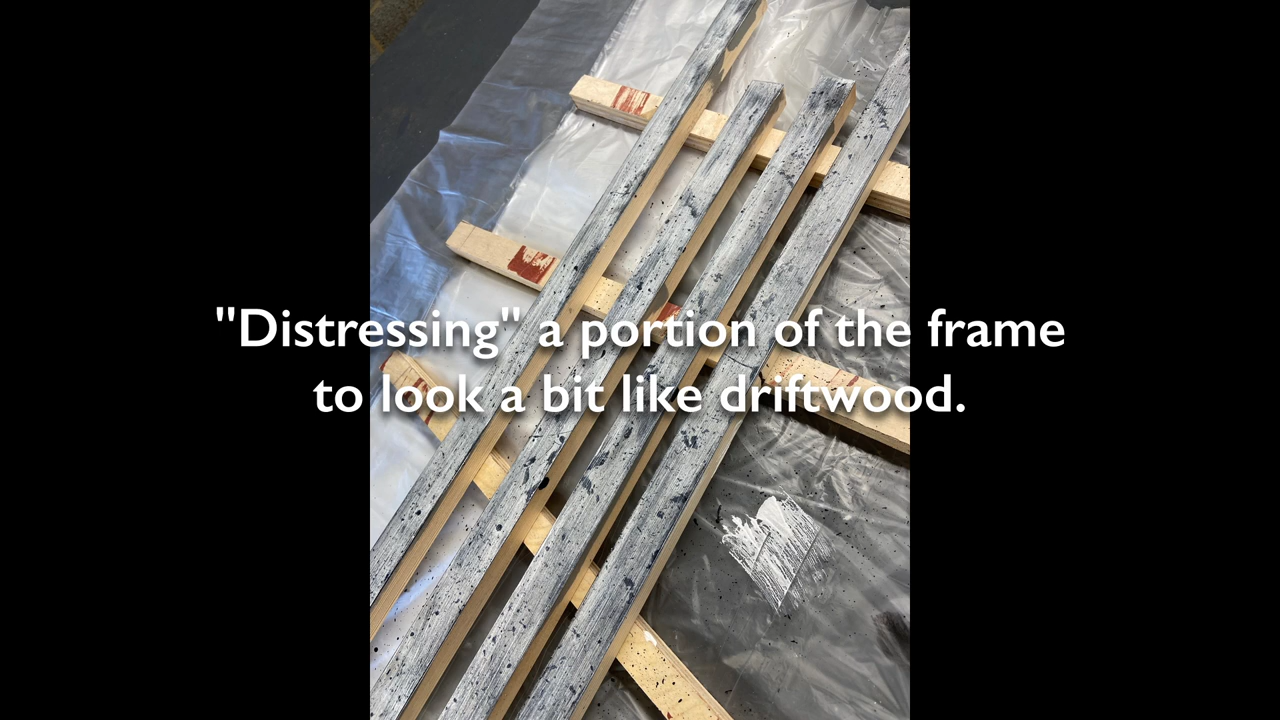 "Distressing" a portion of the frame
to look a bit like driftwood.